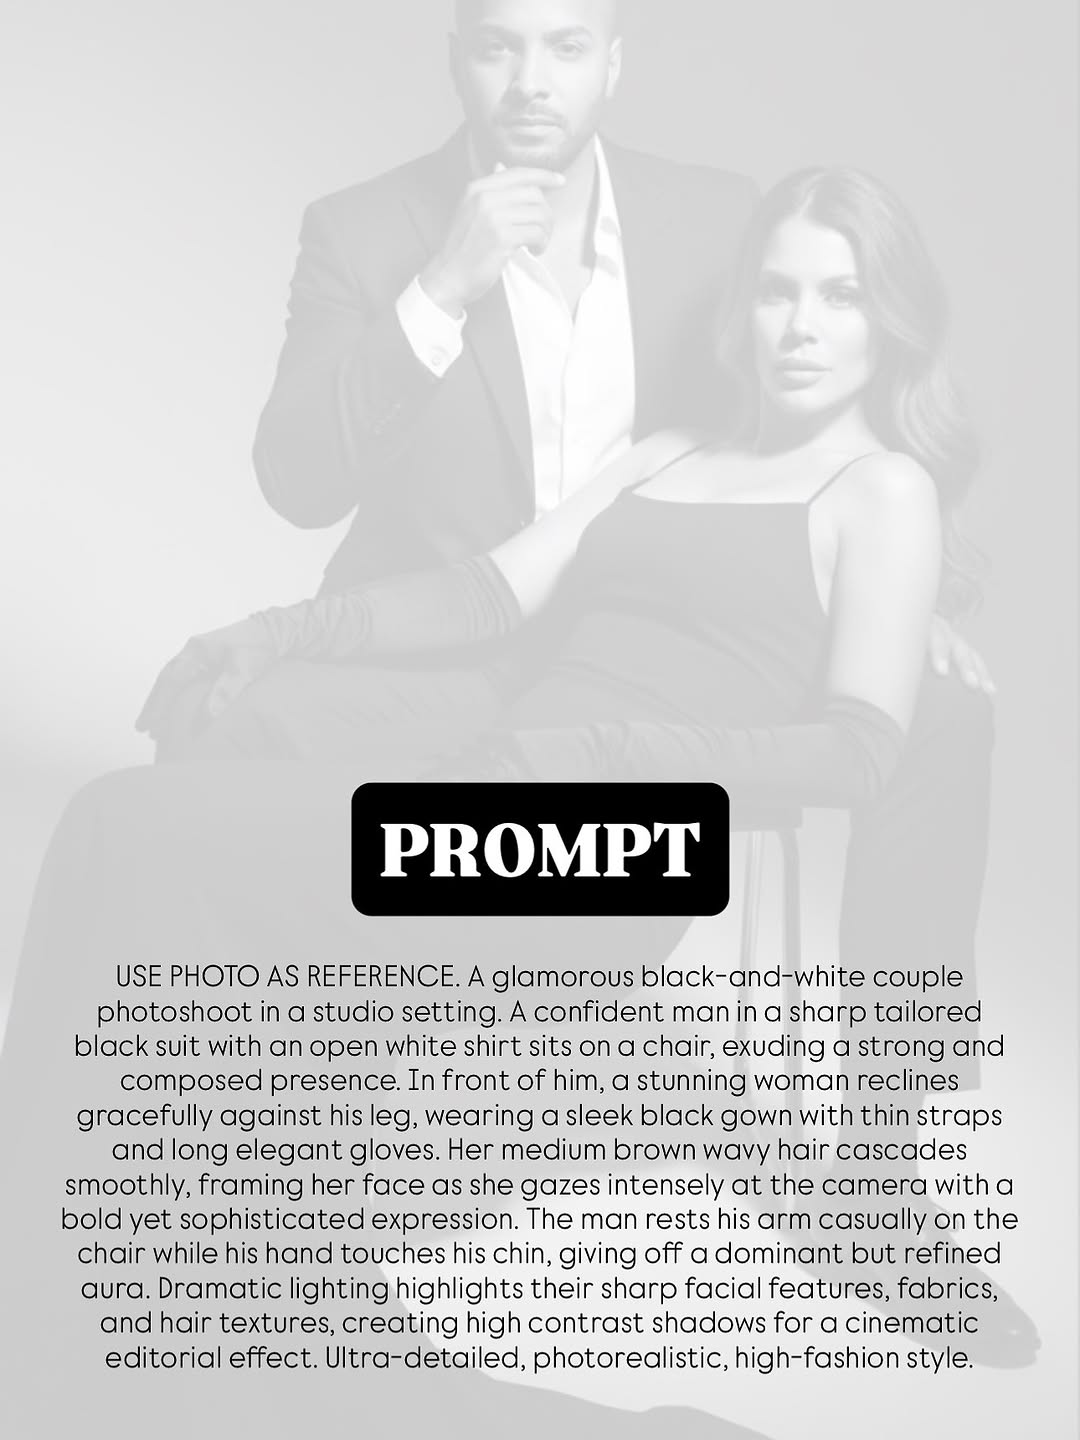 PROMPT
USE PHOTO AS REFERENCE. A glamorous black-and-white couple
photoshoot in a studio setting. A confident man in a sharp tailored
black suit with an open white shirt sits on a chair, exuding a strong and
composed presence. In front of him, a stunning woman reclines
gracefully against his leg, wearing a sleek black gown with thin straps
and long elegant gloves. Her medium brown wavy hair cascades
smoothly, framing her face as she gazes intensely at the camera with a
bold yet sophisticated expression. The man rests his arm casually on the
chair while his hand touches his chin, giving off a dominant but refined
aura. Dramatic lighting highlights their sharp facial features, fabrics,
and hair textures, creating high contrast shadows for a cinematic
editorial effect. Ultra-detailed, photorealistic, high-fashion style.